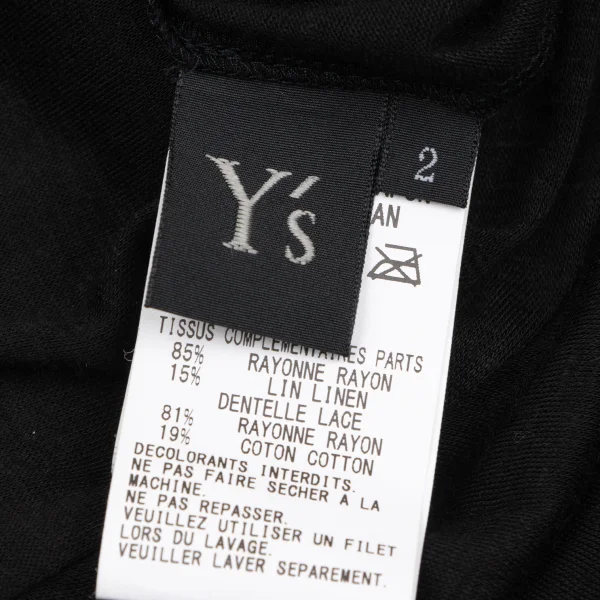 Y's
2
AN
TISSUS COMPLEMENTAIRES PARTS
85% RAYONNE RAYON
15% LIN LINEN
DENTELLE LACE
81% RAYONNE RAYON
19% COTON COTTON
DECOLORANTS INTERDITS.
NE PAS FAIRE SECHER A LA
MACHINE.
NE PAS REPASSER.
VEUILLEZ UTILISER UN FILET
LORS DU LAVAGE.
VEUILLER LAVER SEPAREMENT.